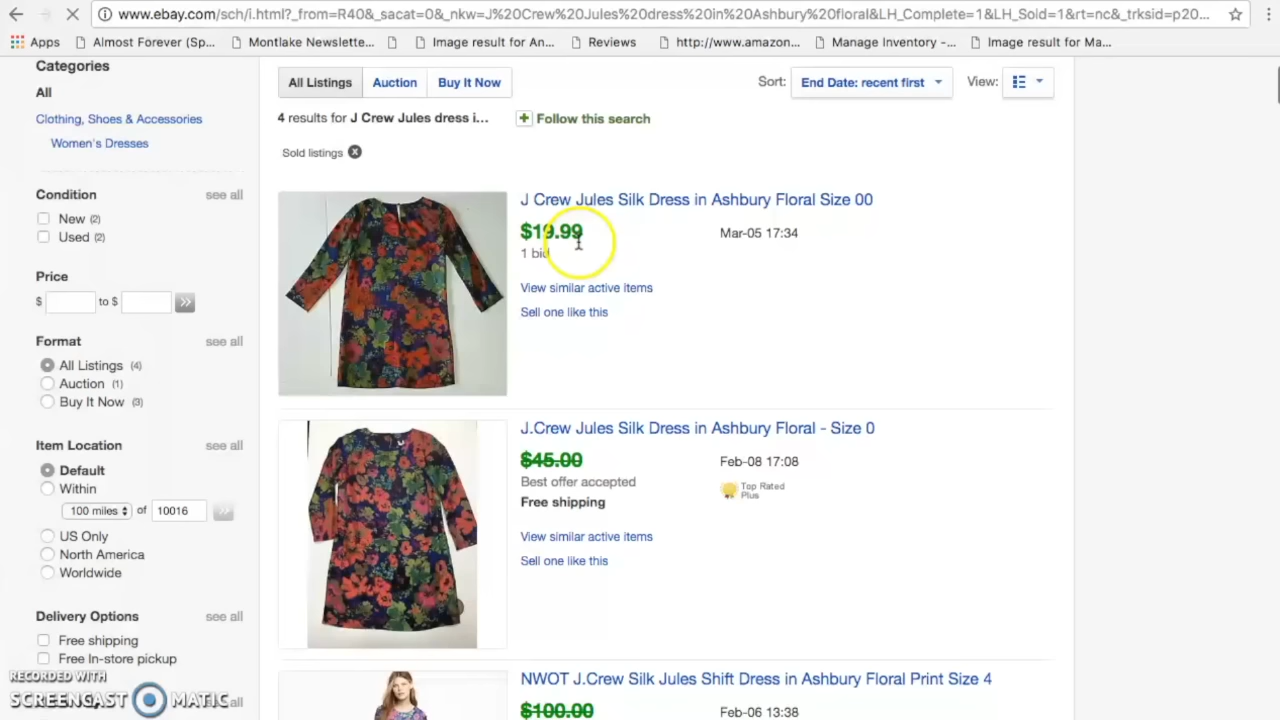 www.ebay.com/sch/i.html?_from=R40&_sacat=0&_nkw=J%20Crew%20Jules%20dress%20in%20Ashbury%20floral&LH_Complete=1&LH_Sold=1&rt=nc&_trksid=p20...
Apps Almost Forever (Sp... Montlake Newslette... Image result for An... Reviews http://www.amazon... Manage Inventory -... Image result for Ma...
Categories
All
Clothing, Shoes & Accessories
Women's Dresses
Condition see all
New (2)
Used (2)
Price
$ to $
Format see all
All Listings (4)
Auction (1)
Buy It Now (3)
Item Location see all
Default
Within
100 miles of 10016
US Only
North America
Worldwide
Delivery Options see all
Free shipping
Free In-store pickup
see all
All Listings Auction Buy It Now Sort: End Date: recent first View:
4 results for J Crew Jules dress i... Follow this search
Sold listings
J Crew Jules Silk Dress in Ashbury Floral Size 00
$19.99 Mar-05 17:34
1 bid
View similar active items
Sell one like this
J.Crew Jules Silk Dress in Ashbury Floral - Size 0
$45.00 Feb-08 17:08
Best offer accepted Top Rated Plus
Free shipping
View similar active items
Sell one like this
NWOT J.Crew Silk Jules Shift Dress in Ashbury Floral Print Size 4
$100.00 Feb-06 13:38
RECORDED WITH
SCREENCAST MATIC